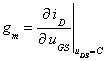 g_m = ∂i_D / ∂u_GS |_{u_DS=C}